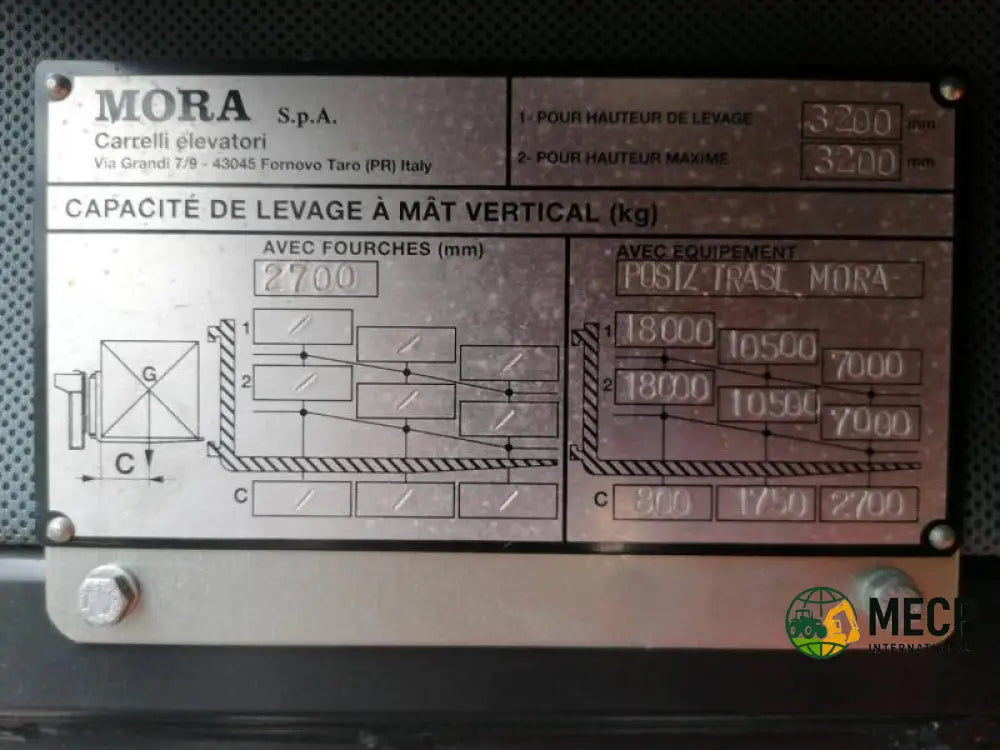 MORA S.p.A.
Carrelli elevatori
Via Grandi 7/9 - 43045 Fornovo Taro (PR) Italy
1- POUR HAUTEUR DE LEVAGE 3200 mm
2- POUR HAUTEUR MAXIME 3200 mm
CAPACITÉ DE LEVAGE À MÂT VERTICAL (kg)
AVEC FOURCHES (mm)
2700
1 / / /
2 / / /
G
C
C / / /
AVEC EQUIPEMENT
POSIZ TRASL MORA-
1 18000 10500 7000
2 18000 10500 7000
C 800 1750 2700
INTERNATIONAL